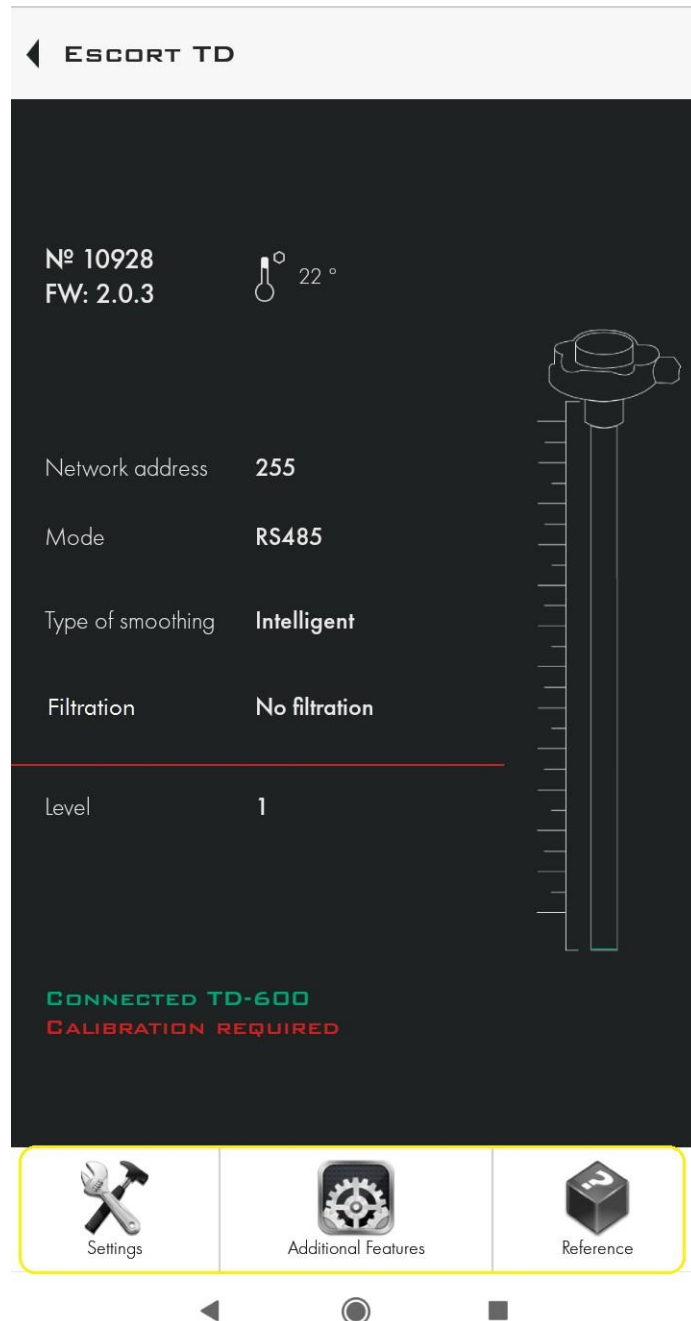 Escort TD
№ 10928
FW: 2.0.3
22 °
Network address 255
Mode RS485
Type of smoothing Intelligent
Filtration No filtration
Level 1
Connected TD-600
Calibration required
Settings Additional Features Reference